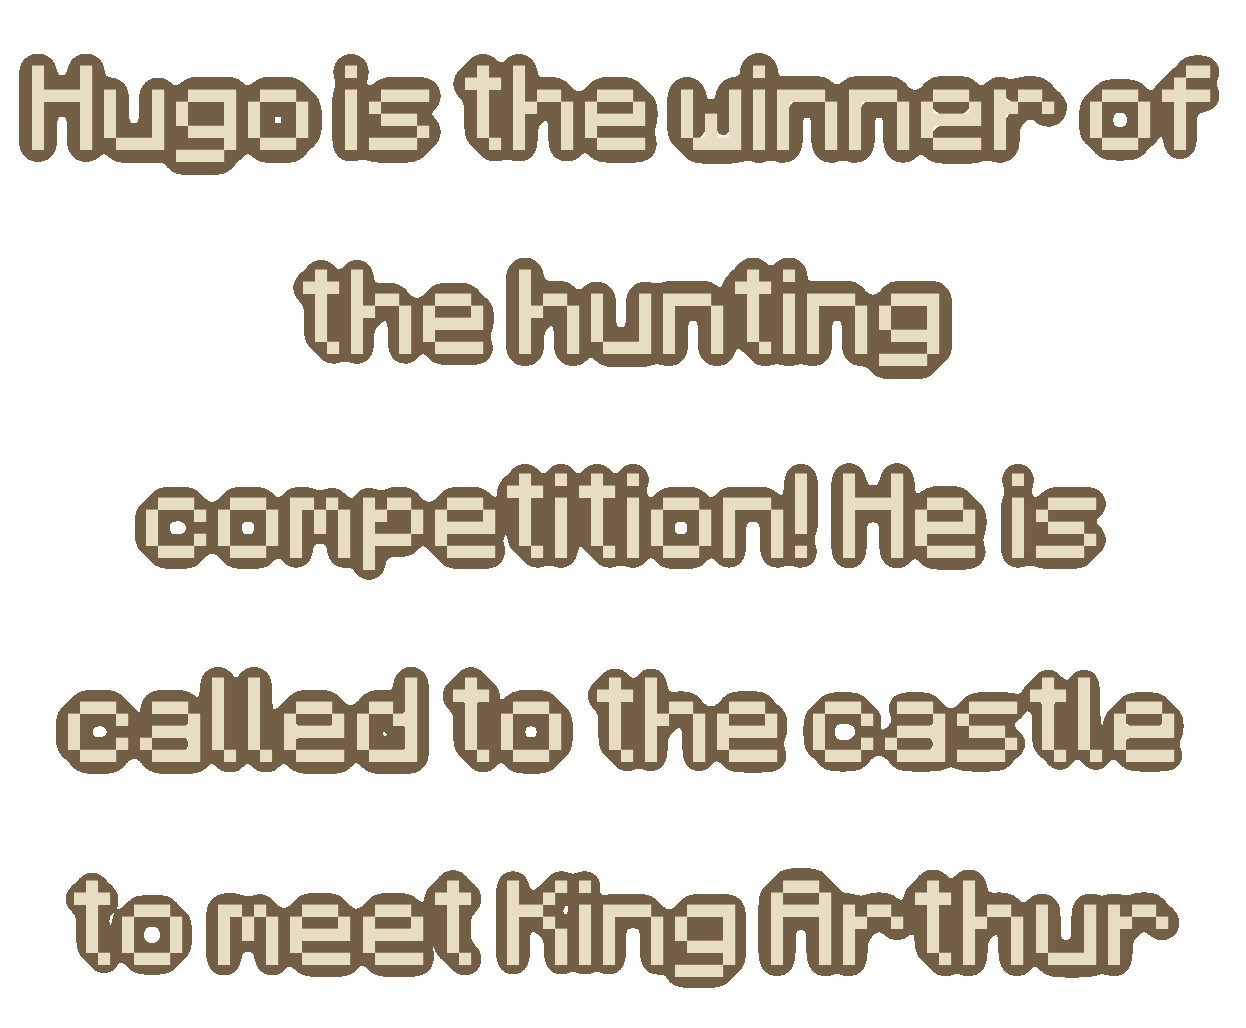 Hugo is the winner of
the hunting
competition! He is
called to the castle
to meet King Arthur